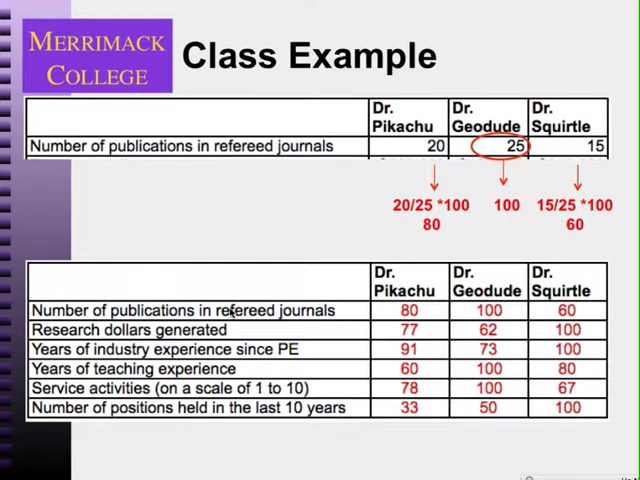 MERRIMACK
COLLEGE
Class Example
Dr. Pikachu Dr. Geodude Dr. Squirtle
Number of publications in refereed journals 20 25 15
20/25 *100 100 15/25 *100
80 60
Dr. Pikachu Dr. Geodude Dr. Squirtle
Number of publications in refereed journals 80 100 60
Research dollars generated 77 62 100
Years of industry experience since PE 91 73 100
Years of teaching experience 60 100 80
Service activities (on a scale of 1 to 10) 78 100 67
Number of positions held in the last 10 years 33 50 100